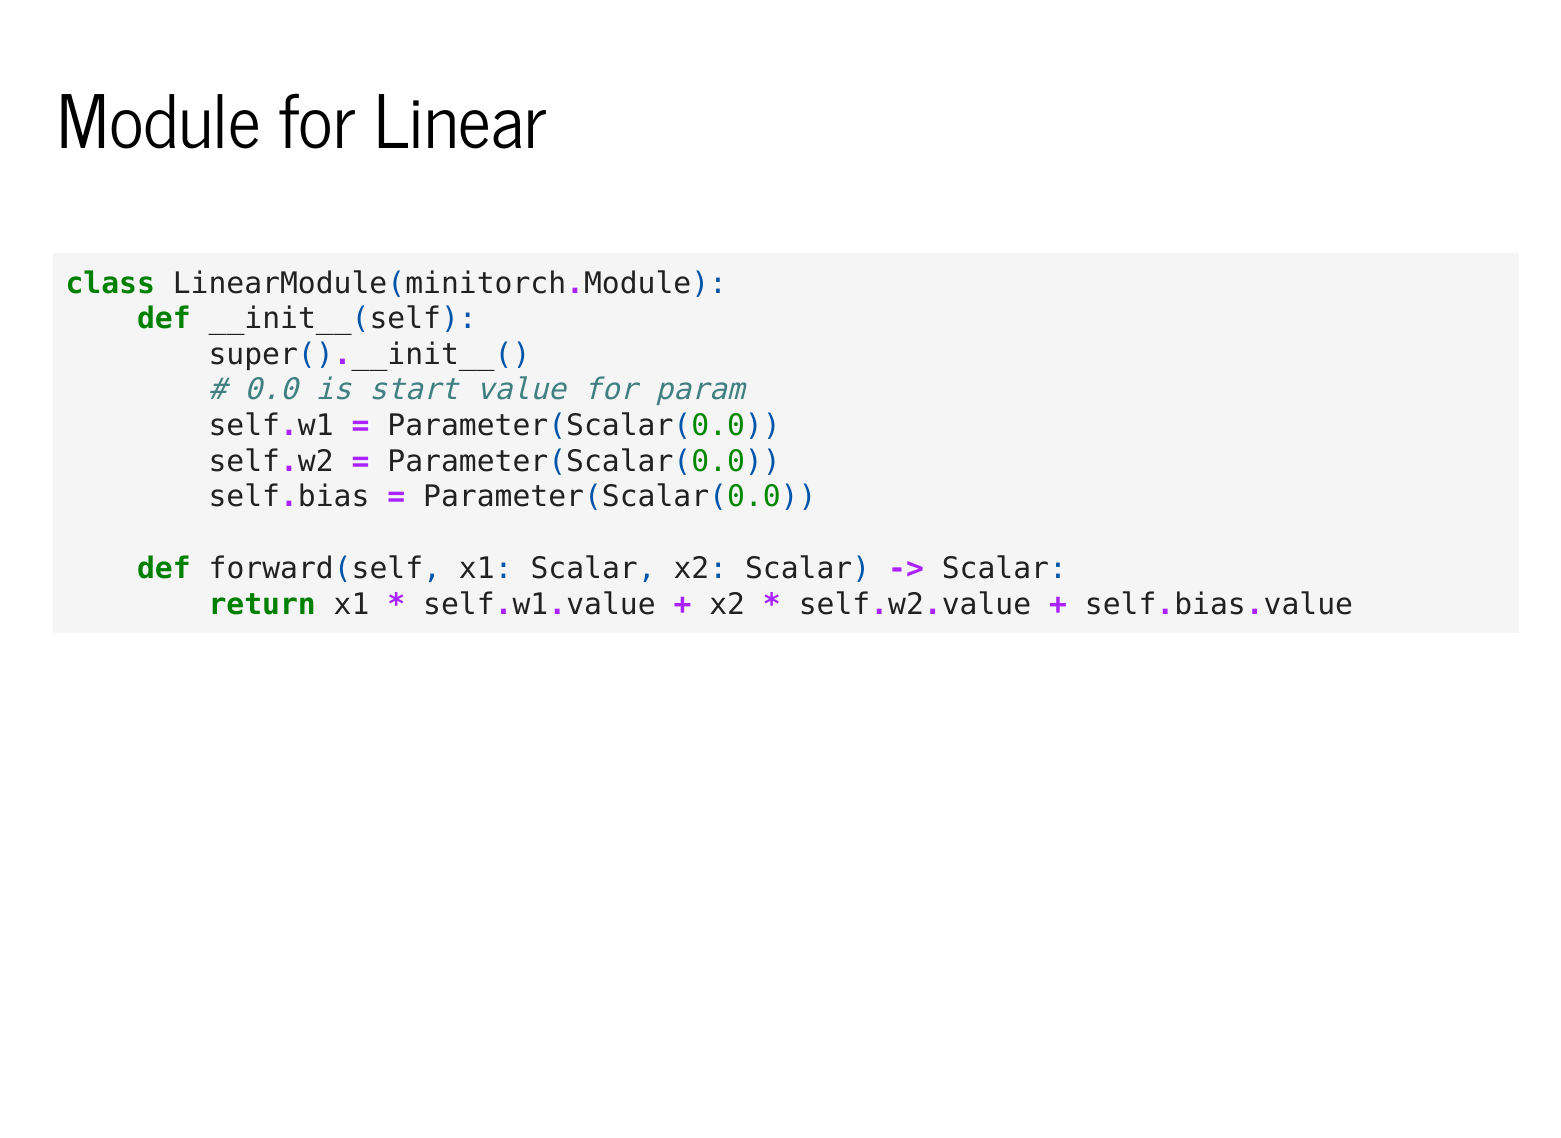 Module for Linear
class LinearModule(minitorch.Module):
    def __init__(self):
        super().__init__()
        # 0.0 is start value for param
        self.w1 = Parameter(Scalar(0.0))
        self.w2 = Parameter(Scalar(0.0))
        self.bias = Parameter(Scalar(0.0))

    def forward(self, x1: Scalar, x2: Scalar) -> Scalar:
        return x1 * self.w1.value + x2 * self.w2.value + self.bias.value